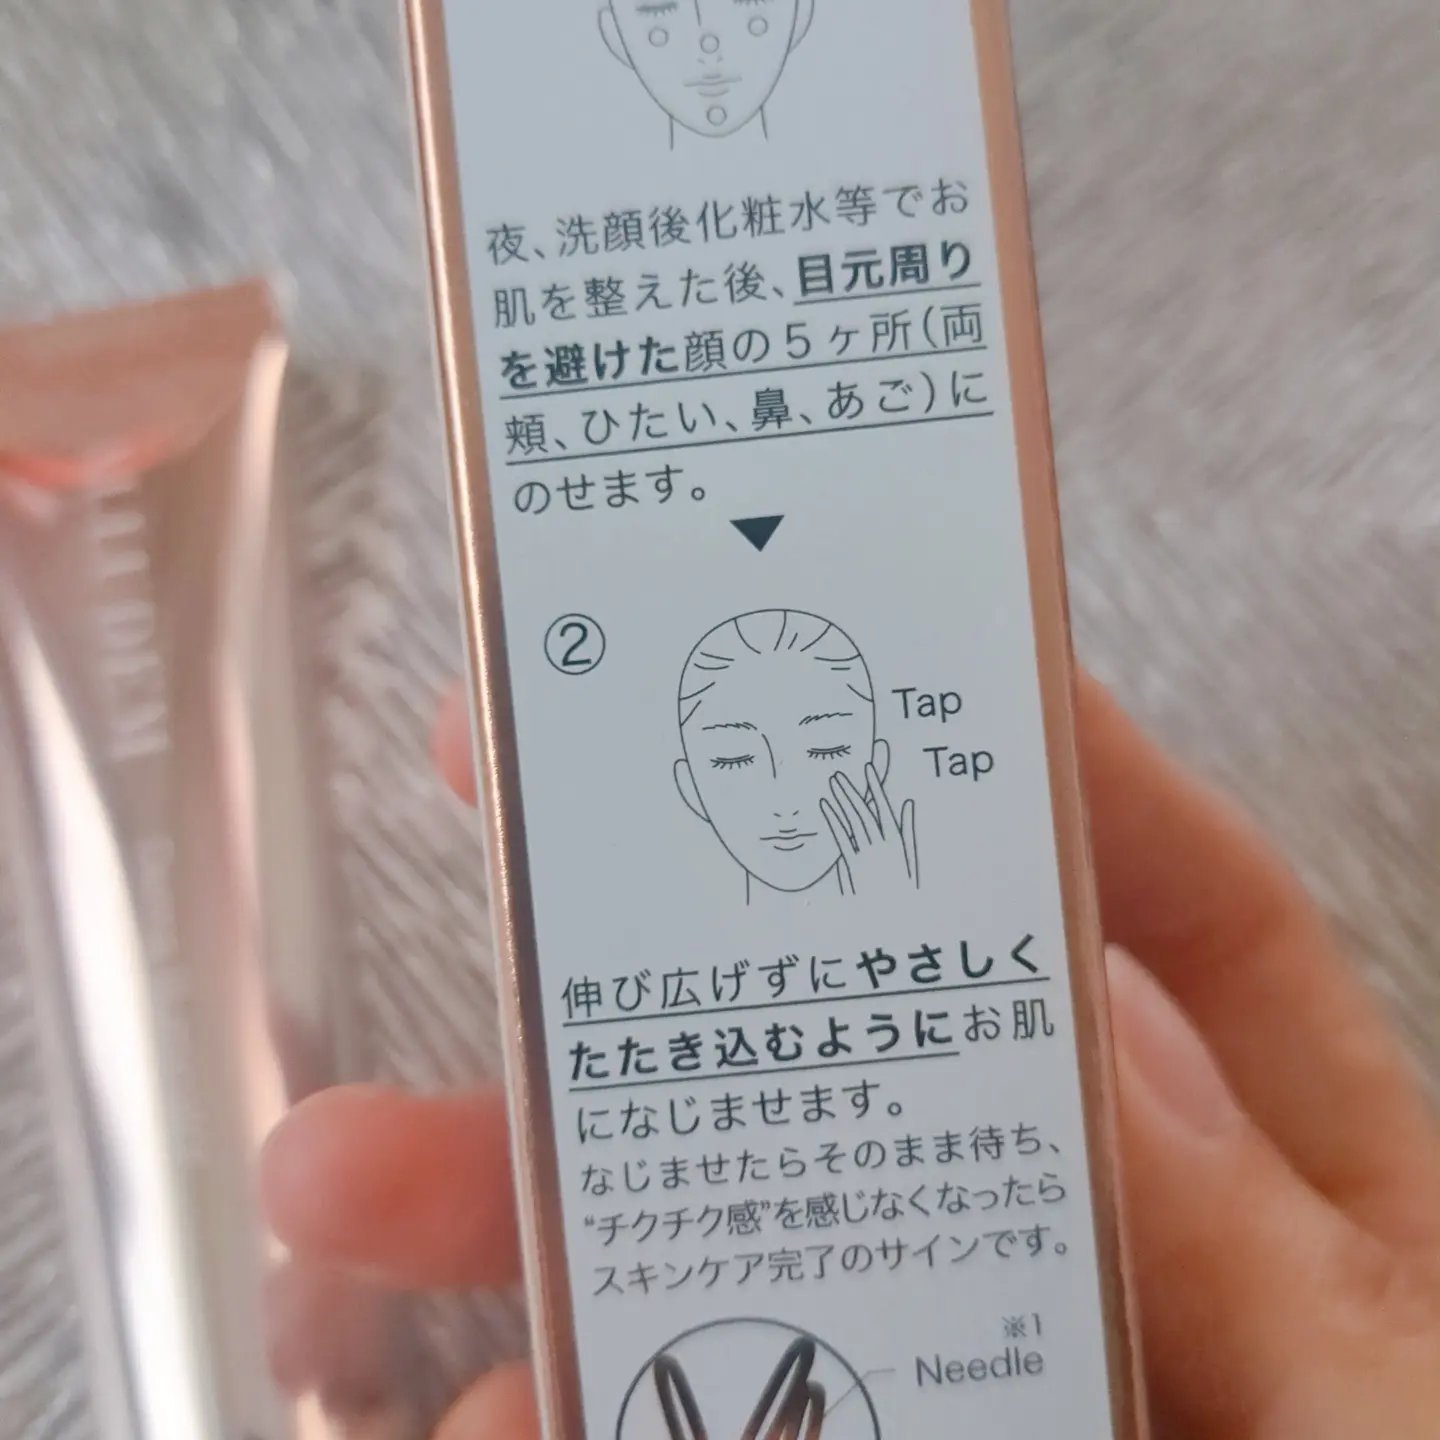 夜、洗顔後化粧水等でお
肌を整えた後、目元周り
を避けた顔の5ヶ所(両
頬、ひたい、鼻、あご)に
のせます。
②
Tap
Tap
伸び広げずにやさしく
たたき込むようにお肌
になじませます。
なじませたらそのまま待ち、
“チクチク感”を感じなくなったら
スキンケア完了のサインです。
※1
Needle